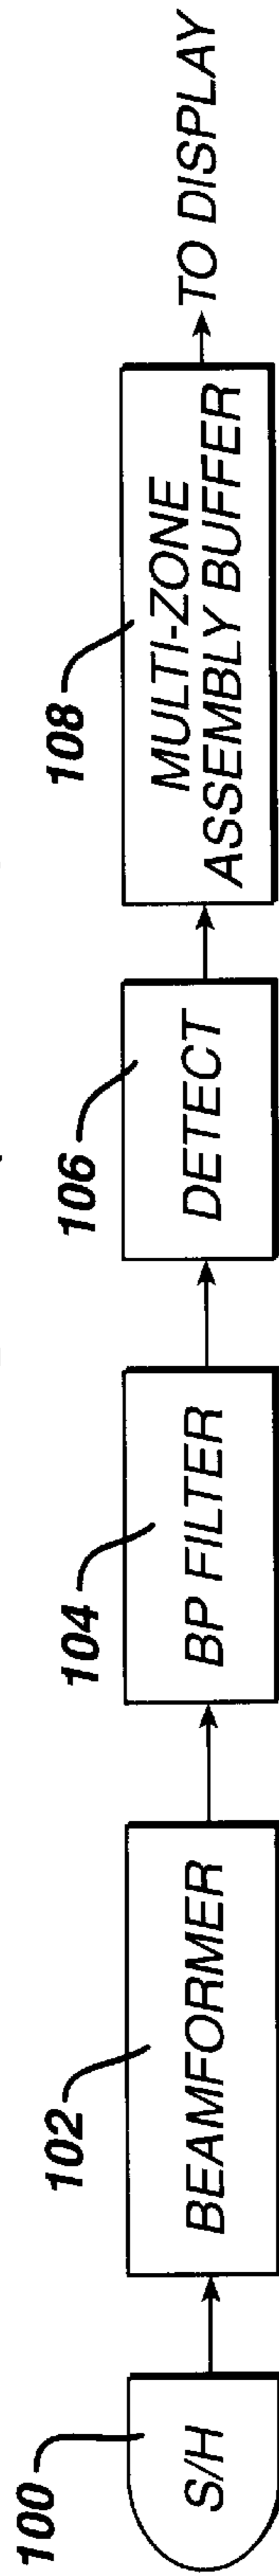 100
S/H
102
BEAMFORMER
104
BP FILTER
106
DETECT
108
MULTI-ZONE
ASSEMBLY BUFFER
TO DISPLAY